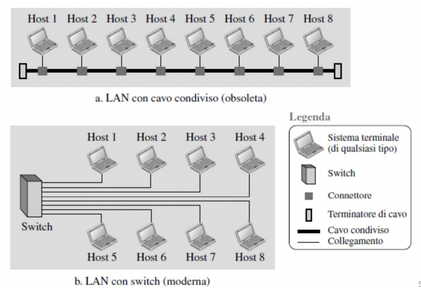 Host 1 Host 2 Host 3 Host 4 Host 5 Host 6 Host 7 Host 8
a. LAN con cavo condiviso (obsoleta)
Host 1 Host 2 Host 3 Host 4
Switch
Host 5 Host 6 Host 7 Host 8
b. LAN con switch (moderna)
Legenda
Sistema terminale
(di qualsiasi tipo)
Switch
Connettore
Terminatore di cavo
Cavo condiviso
Collegamento